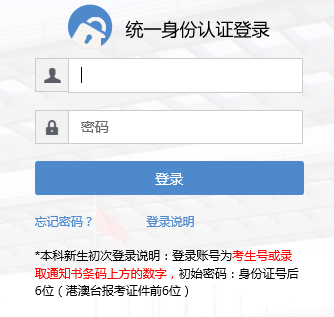 统一身份认证登录
密码
登录
忘记密码？ 登录说明
*本科新生初次登录说明：登录账号为考生号或录
取通知书条码上方的数字，初始密码：身份证号后
6位（港澳台报考证件前6位）